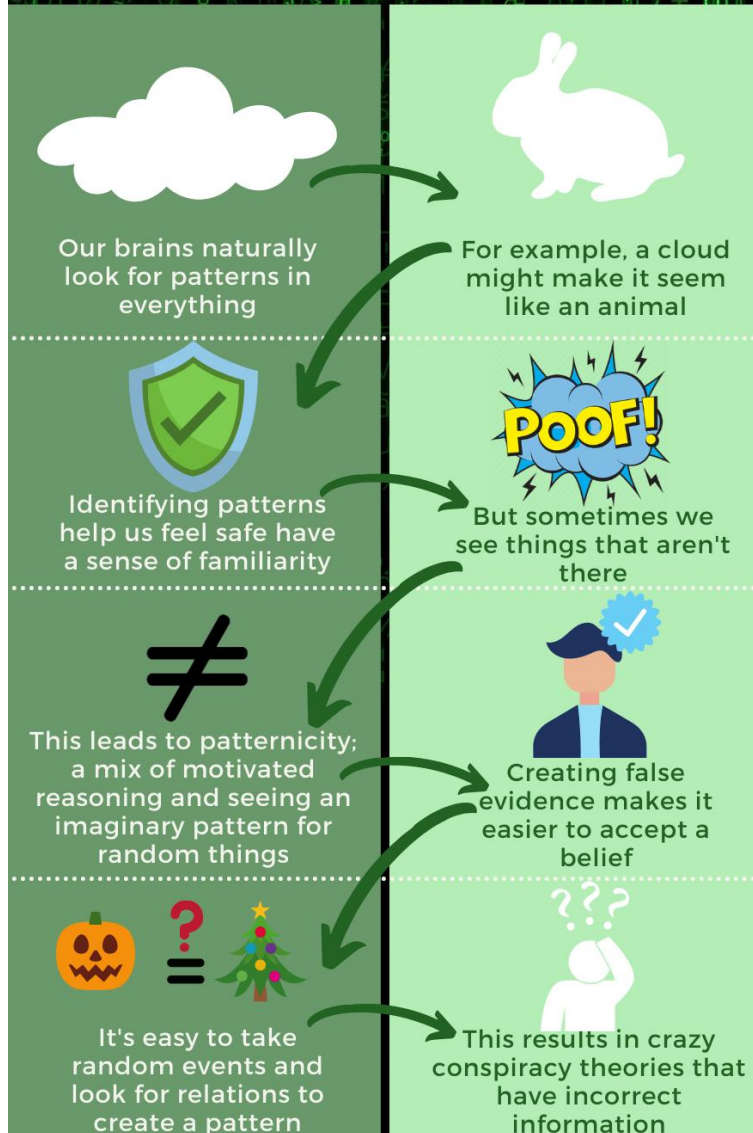 Our brains naturally
look for patterns in
everything
For example, a cloud
might make it seem
like an animal
Identifying patterns
help us feel safe have
a sense of familiarity
POOF!
But sometimes we
see things that aren't
there
This leads to patternicity;
a mix of motivated
reasoning and seeing an
imaginary pattern for
random things
Creating false
evidence makes it
easier to accept a
belief
?
=
It's easy to take
random events and
look for relations to
create a pattern
???
This results in crazy
conspiracy theories that
have incorrect
information